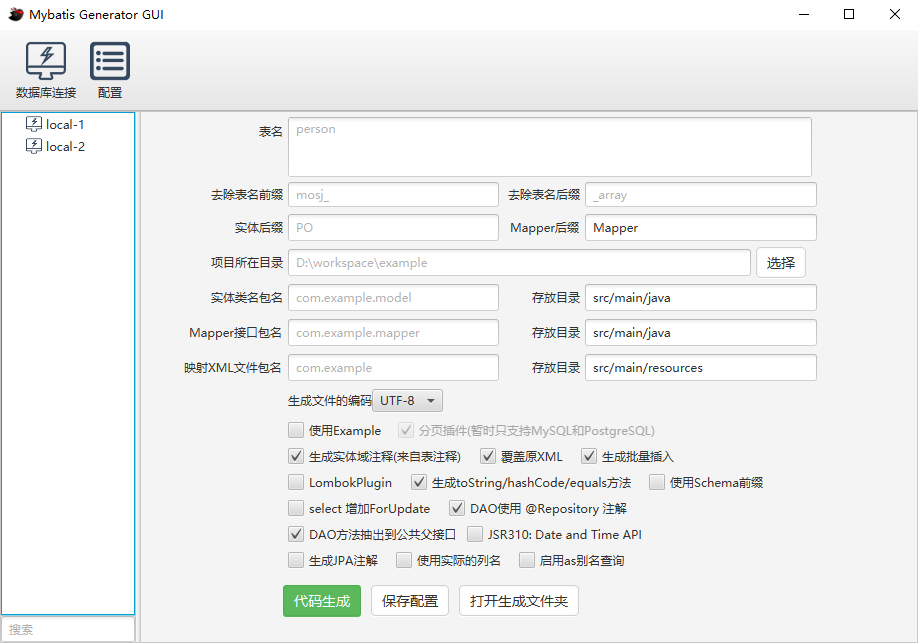 Mybatis Generator GUI
数据库连接 配置
local-1
local-2
表名 person
去除表名前缀 mosj_ 去除表名后缀 _array
实体后缀 PO Mapper后缀 Mapper
项目所在目录 D:\workspace\example 选择
实体类名包名 com.example.model 存放目录 src/main/java
Mapper接口包名 com.example.mapper 存放目录 src/main/java
映射XML文件包名 com.example 存放目录 src/main/resources
生成文件的编码 UTF-8
使用Example 分页插件(暂时只支持MySQL和PostgreSQL)
生成实体域注释(来自表注释) 覆盖原XML 生成批量插入
LombokPlugin 生成toString/hashCode/equals方法 使用Schema前缀
select 增加ForUpdate DAO使用 @Repository 注解
DAO方法抽出到公共父接口 JSR310: Date and Time API
生成JPA注解 使用实际的列名 启用as别名查询
代码生成 保存配置 打开生成文件夹
搜索